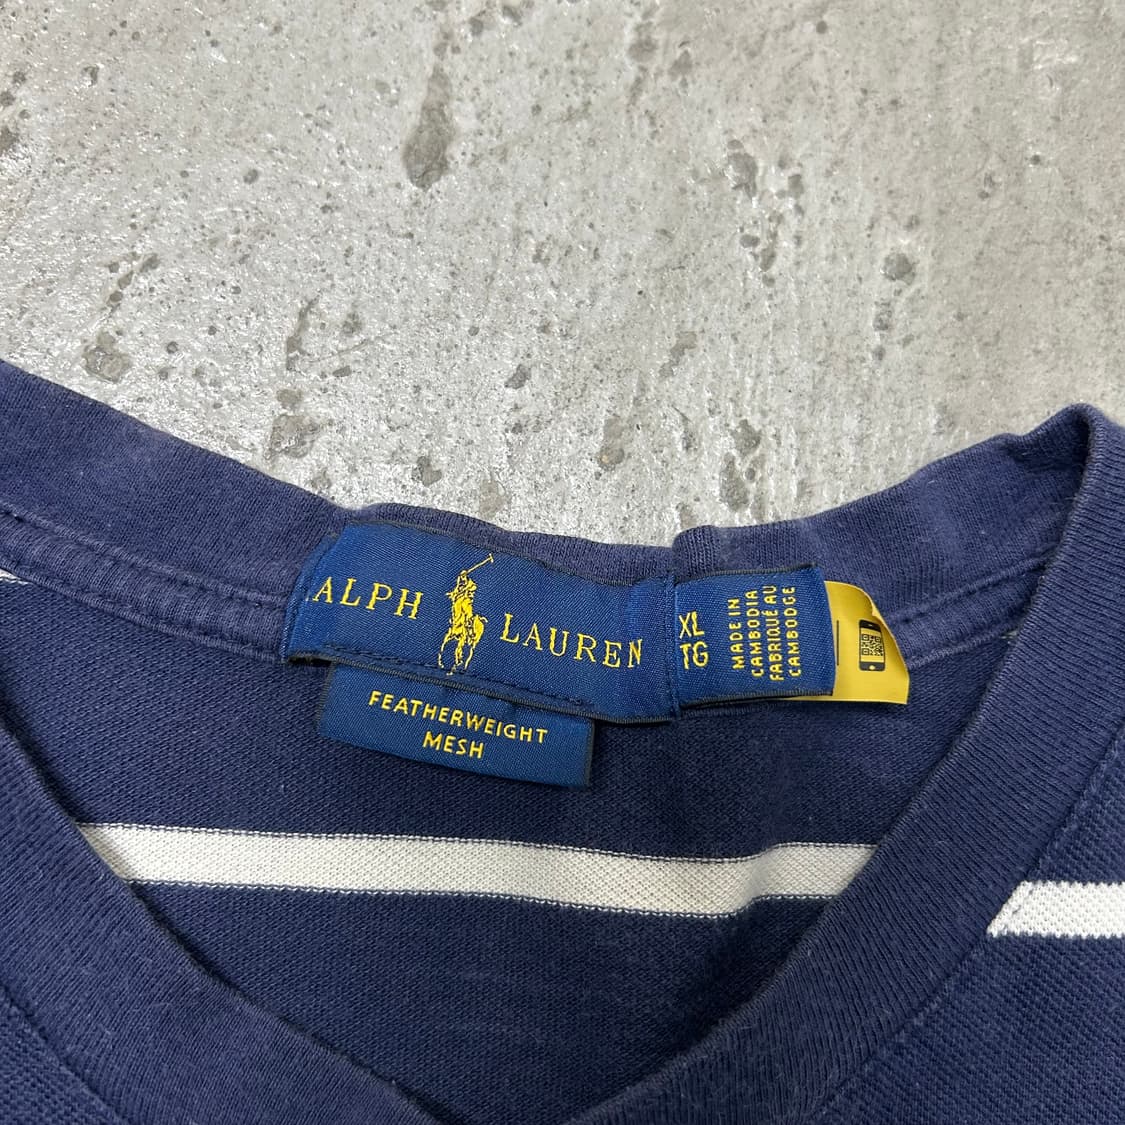 ALPH LAUREN
FEATHERWEIGHT
MESH
XL
TG
MADE IN
CAMBODIA
FABRIQUÉ AU
CAMBODGE